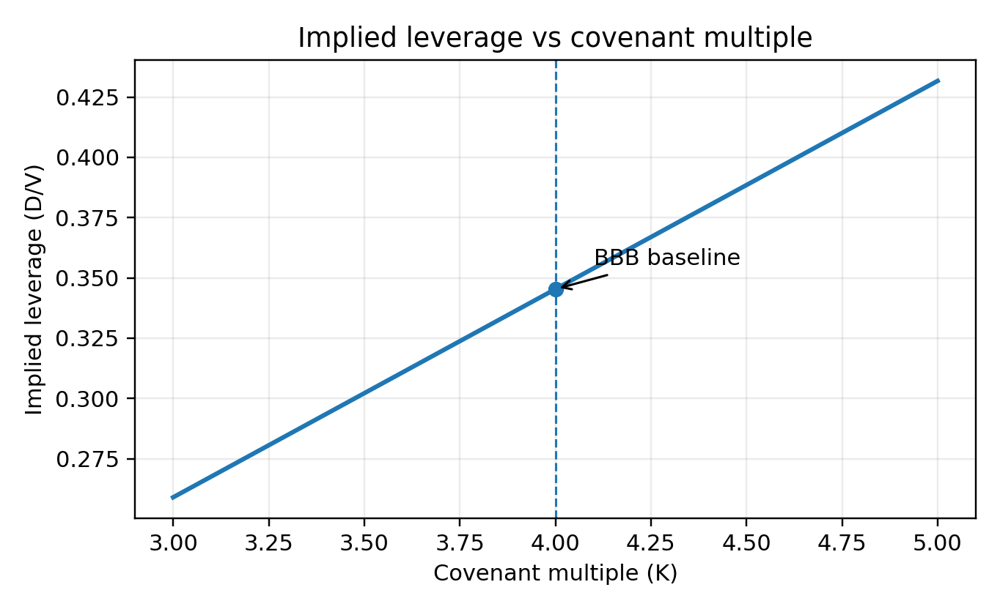 Implied leverage vs covenant multiple
Implied leverage (D/V)
0.425
0.400
0.375
0.350
0.325
0.300
0.275
BBB baseline
3.00 3.25 3.50 3.75 4.00 4.25 4.50 4.75 5.00
Covenant multiple (K)